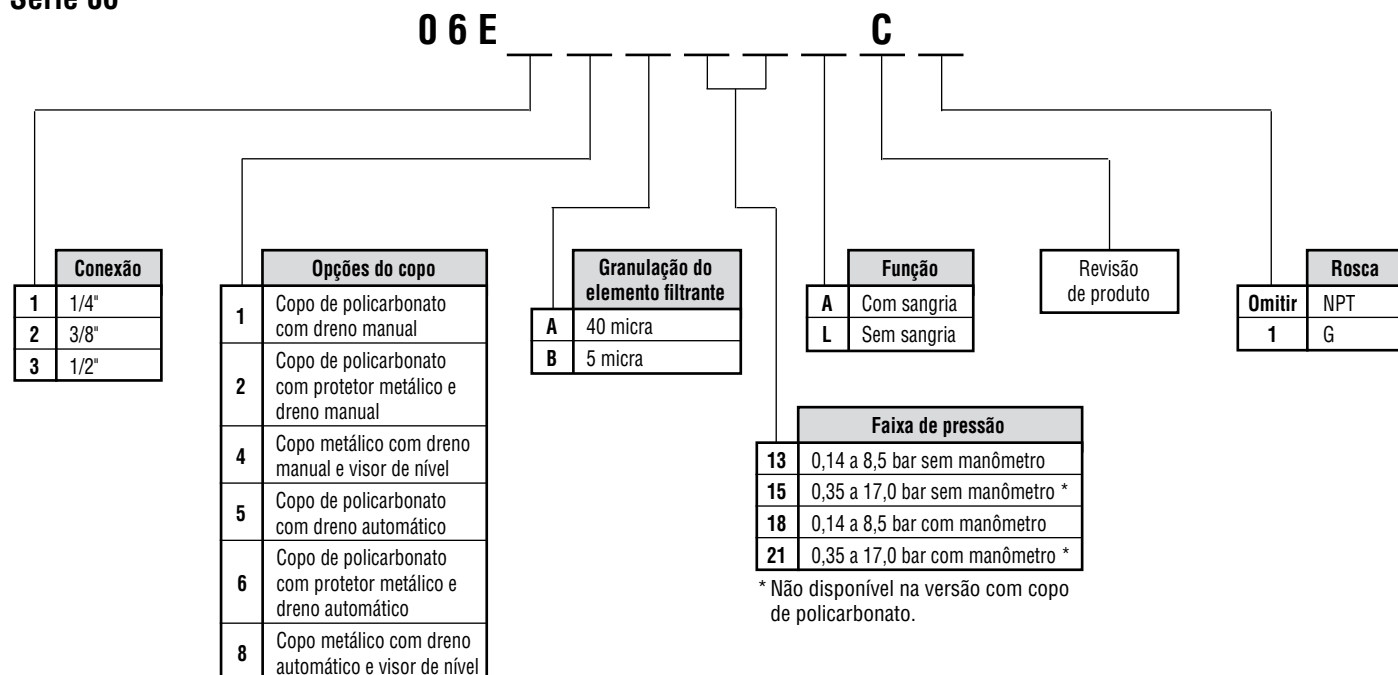 Série 06
0 6 E C
Conexão
1 1/4"
2 3/8"
3 1/2"
Opções do copo
1 Copo de policarbonato
com dreno manual
2 Copo de policarbonato
com protetor metálico e
dreno manual
4 Copo metálico com dreno
manual e visor de nível
5 Copo de policarbonato
com dreno automático
6 Copo de policarbonato
com protetor metálico e
dreno automático
8 Copo metálico com dreno
automático e visor de nível
Granulação do
elemento filtrante
A 40 micra
B 5 micra
Função
A Com sangria
L Sem sangria
Faixa de pressão
13 0,14 a 8,5 bar sem manômetro
15 0,35 a 17,0 bar sem manômetro *
18 0,14 a 8,5 bar com manômetro
21 0,35 a 17,0 bar com manômetro *
* Não disponível na versão com copo
de policarbonato.
Revisão
de produto
Rosca
Omitir NPT
1 G